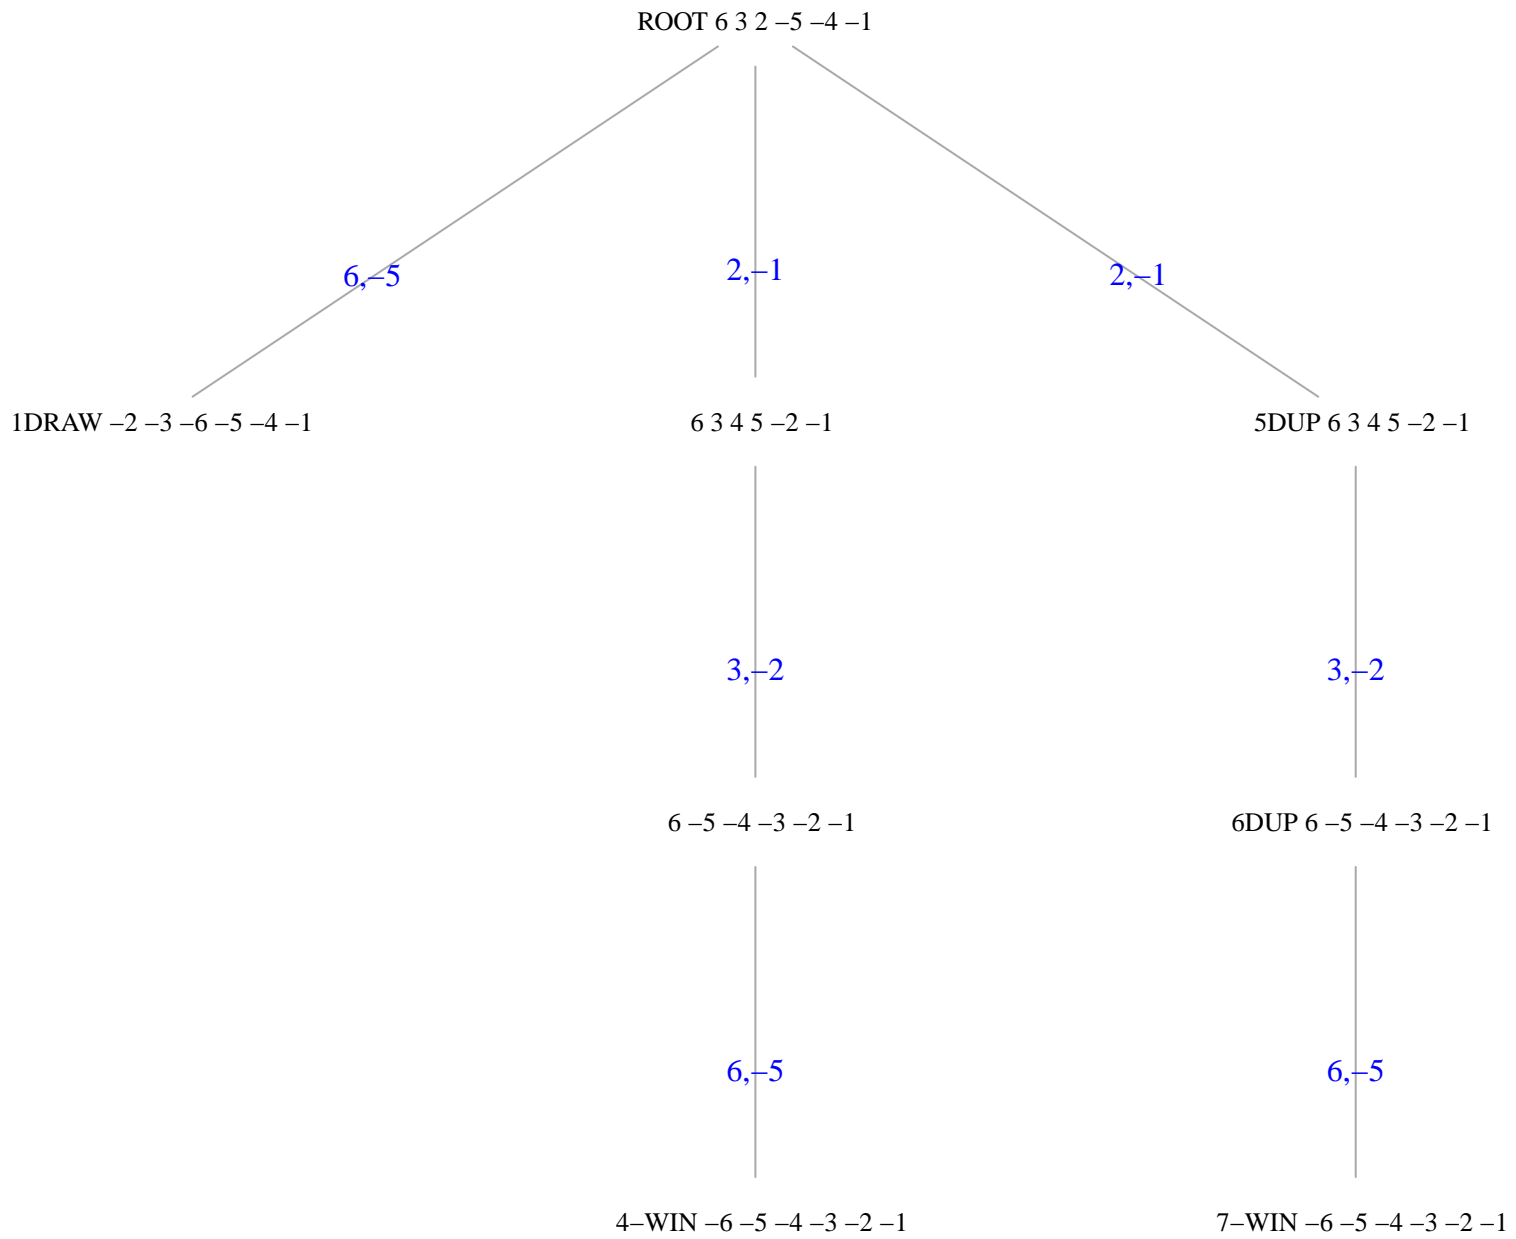 ROOT 6 3 2 –5 –4 –1
6,–5
2,–1
2,–1
1DRAW –2 –3 –6 –5 –4 –1
6 3 4 5 –2 –1
5DUP 6 3 4 5 –2 –1
3,–2
3,–2
6 –5 –4 –3 –2 –1
6DUP 6 –5 –4 –3 –2 –1
6,–5
6,–5
4–WIN –6 –5 –4 –3 –2 –1
7–WIN –6 –5 –4 –3 –2 –1